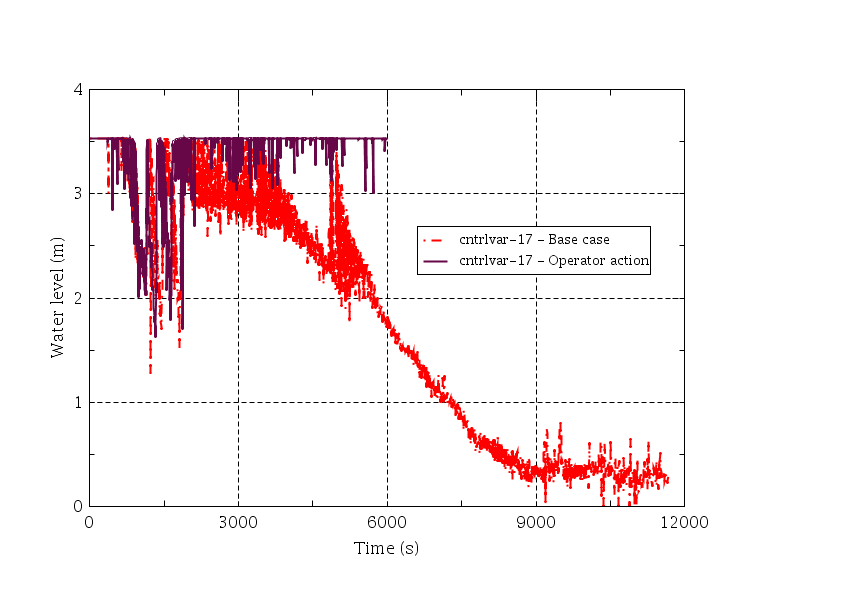 4
3
2
1
0
Water level (m)
cntrlvar-17 - Base case
cntrlvar-17 - Operator action
0 3000 6000 9000 12000
Time (s)